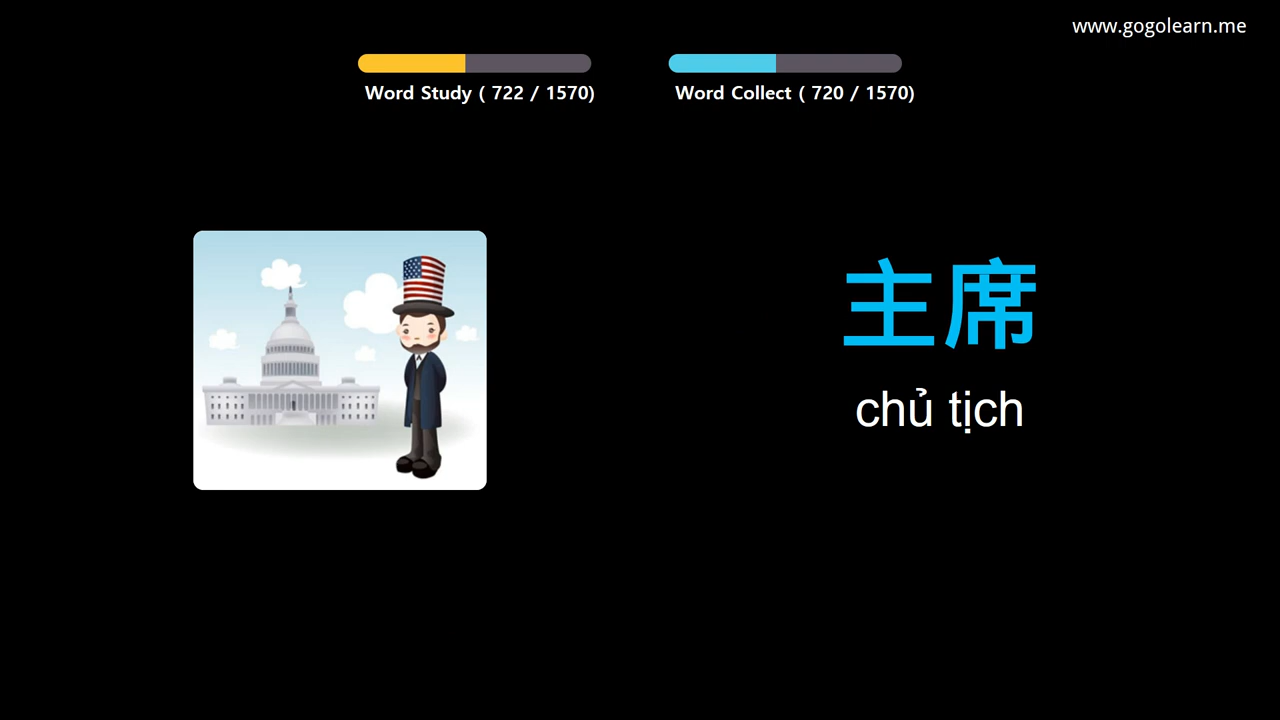 www.gogolearn.me
Word Study ( 722 / 1570)
Word Collect ( 720 / 1570)
主席
chủ tịch